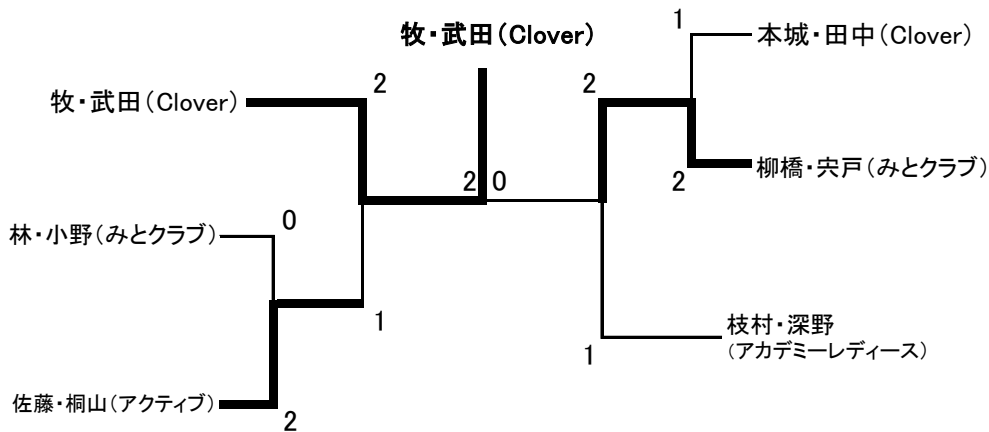 牧・武田(Clover)
1
本城・田中(Clover)
2
2
牧・武田(Clover)
柳橋・宍戸(みとクラブ)
2
2
0
0
林・小野(みとクラブ)
1
枝村・深野
(アカデミーレディース)
1
佐藤・桐山(アクティブ)
2